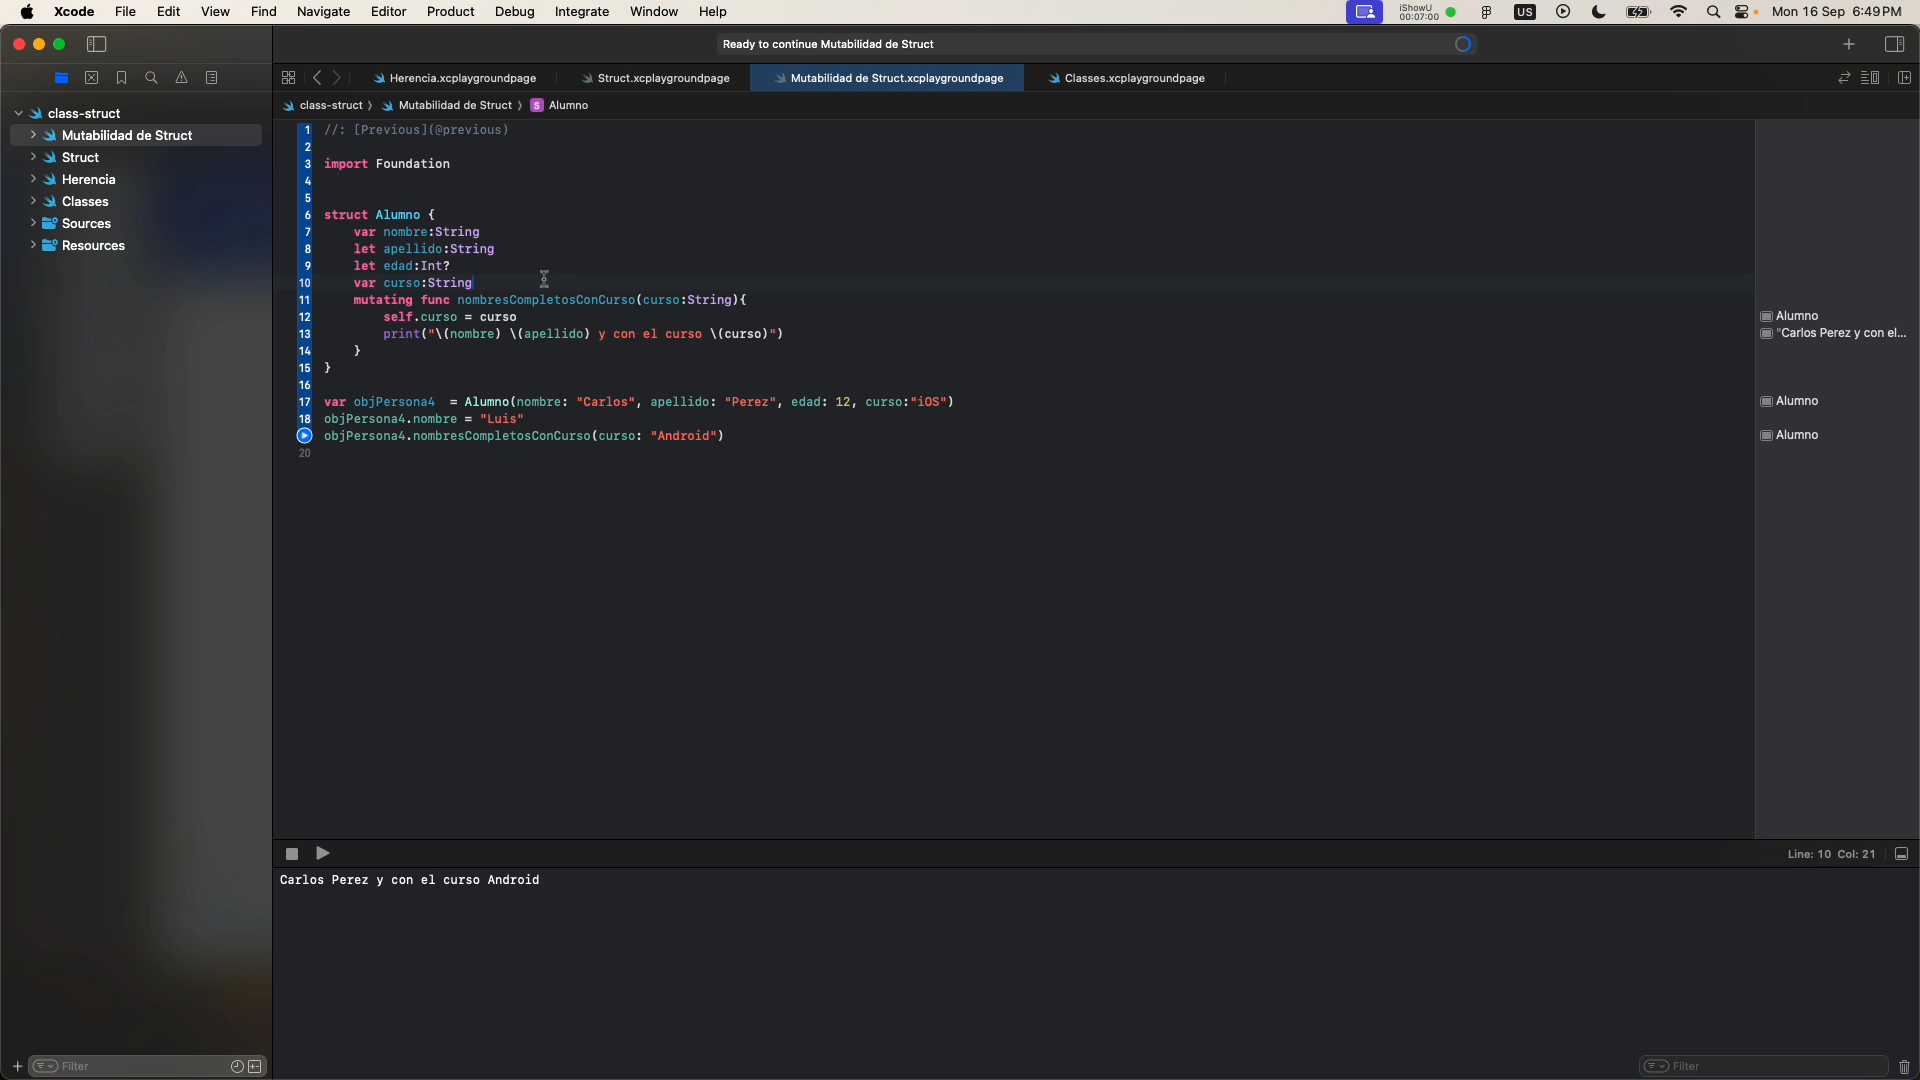 Xcode File Edit View Find Navigate Editor Product Debug Integrate Window Help
iShowU
00:07:00
US
Mon 16 Sep 6:49 PM
Ready to continue Mutabilidad de Struct
Herencia.xcplaygroundpage
Struct.xcplaygroundpage
Mutabilidad de Struct.xcplaygroundpage
Classes.xcplaygroundpage
class-struct
Mutabilidad de Struct
Struct
Herencia
Classes
Sources
Resources
class-struct 〉 Mutabilidad de Struct 〉 S Alumno
1 //: [Previous](@previous)
2
3 import Foundation
4
5
6 struct Alumno {
7 var nombre:String
8 let apellido:String
9 let edad:Int?
10 var curso:String
11 mutating func nombresCompletosConCurso(curso:String){
12 self.curso = curso
13 print("\(nombre) \(apellido) y con el curso \(curso)")
14 }
15 }
16
17 var objPersona4  = Alumno(nombre: "Carlos", apellido: "Perez", edad: 12, curso:"iOS")
18 objPersona4.nombre = "Luis"
objPersona4.nombresCompletosConCurso(curso: "Android")
20
Alumno
"Carlos Perez y con el...
Alumno
Alumno
Line: 10 Col: 21
Carlos Perez y con el curso Android
Filter
Filter